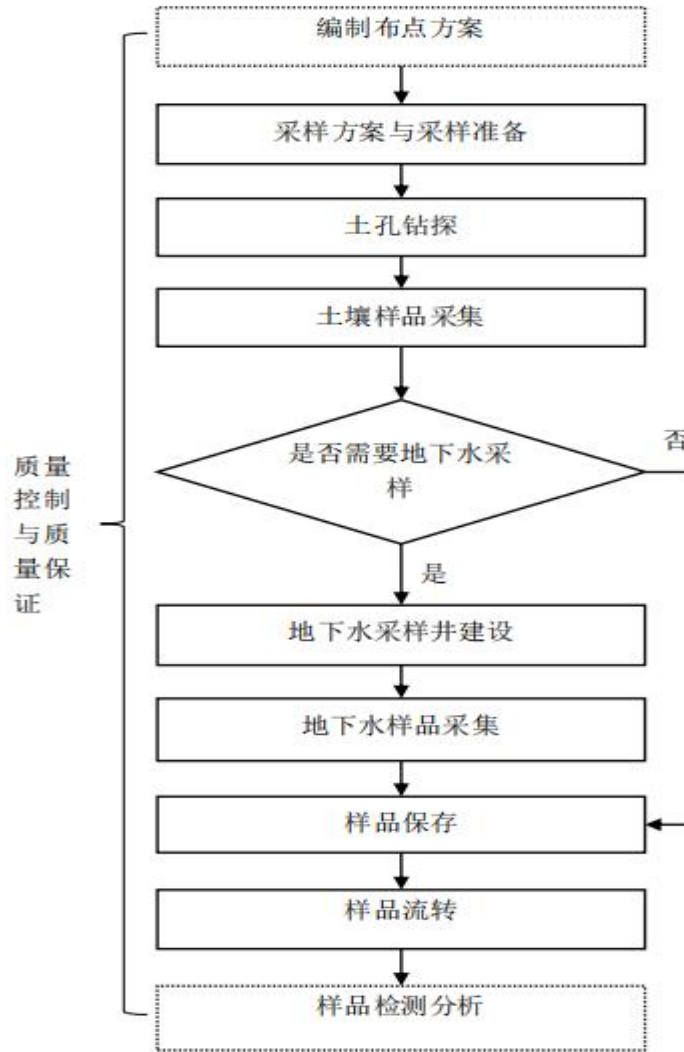 编制布点方案
采样方案与采样准备
土孔钻探
土壤样品采集
是否需要地下水采
样
否
是
质量
控制
与质
量保
证
地下水采样井建设
地下水样品采集
样品保存
样品流转
样品检测分析